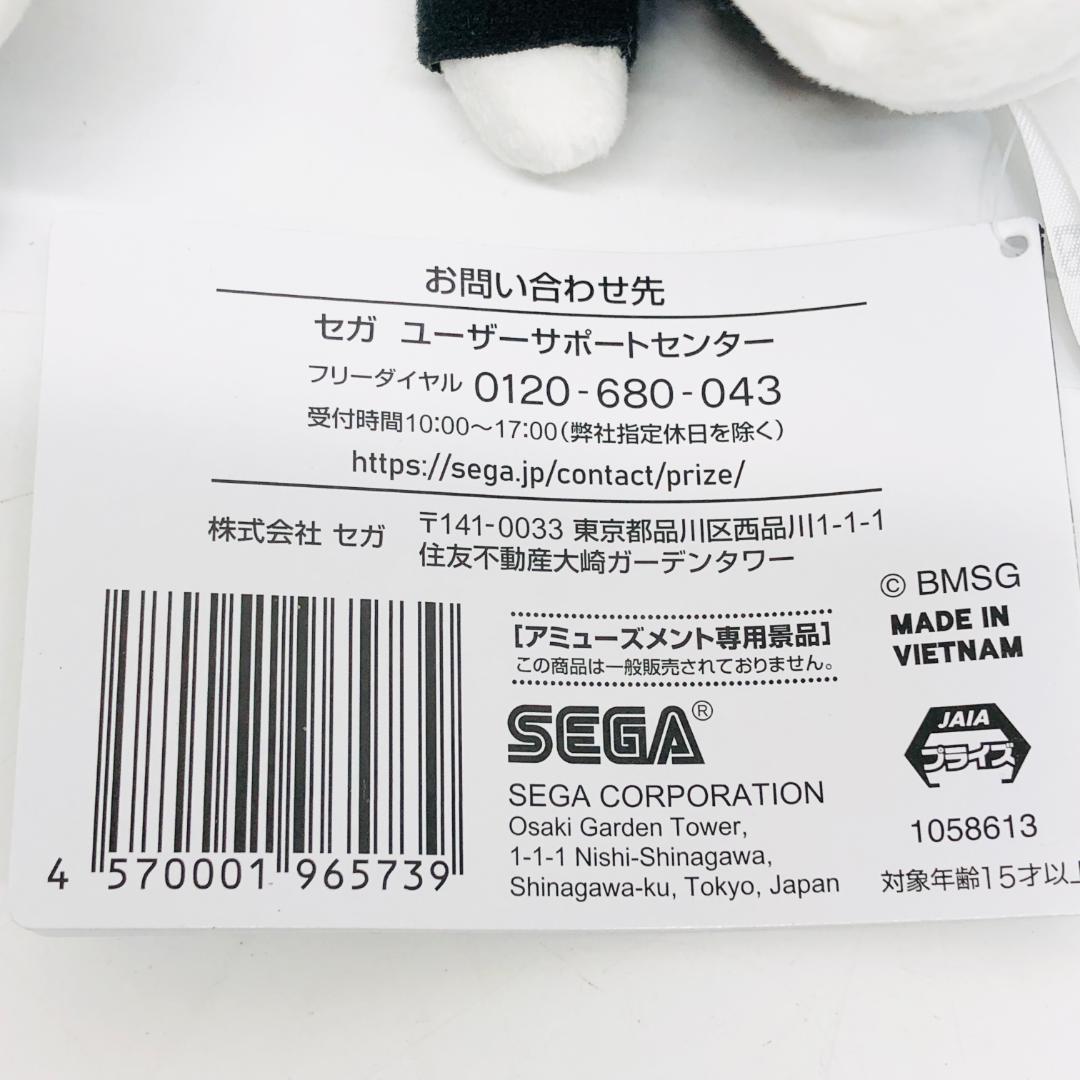 お問い合わせ先
セガ ユーザーサポートセンター
フリーダイヤル 0120-680-043
受付時間10:00〜17:00(弊社指定休日を除く)
https://sega.jp/contact/prize/
株式会社 セガ
〒141-0033 東京都品川区西品川1-1-1
住友不動産大崎ガーデンタワー
© BMSG
MADE IN
VIETNAM
[アミューズメント専用景品]
この商品は一般販売されておりません。
SEGA®
SEGA CORPORATION
Osaki Garden Tower,
1-1-1 Nishi-Shinagawa,
Shinagawa-ku, Tokyo, Japan
JAIA
プライズ
1058613
対象年齢15才以上
4 570001 965739